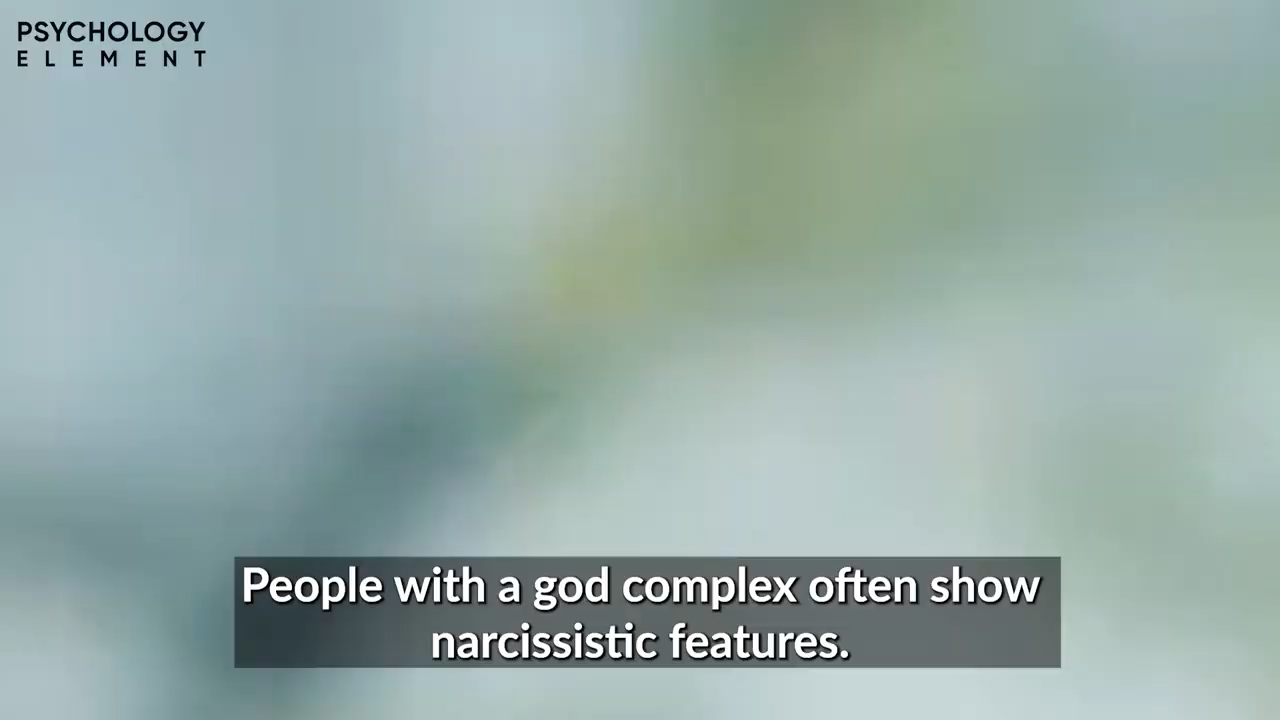 PSYCHOLOGY
ELEMENT
People with a god complex often show
narcissistic features.